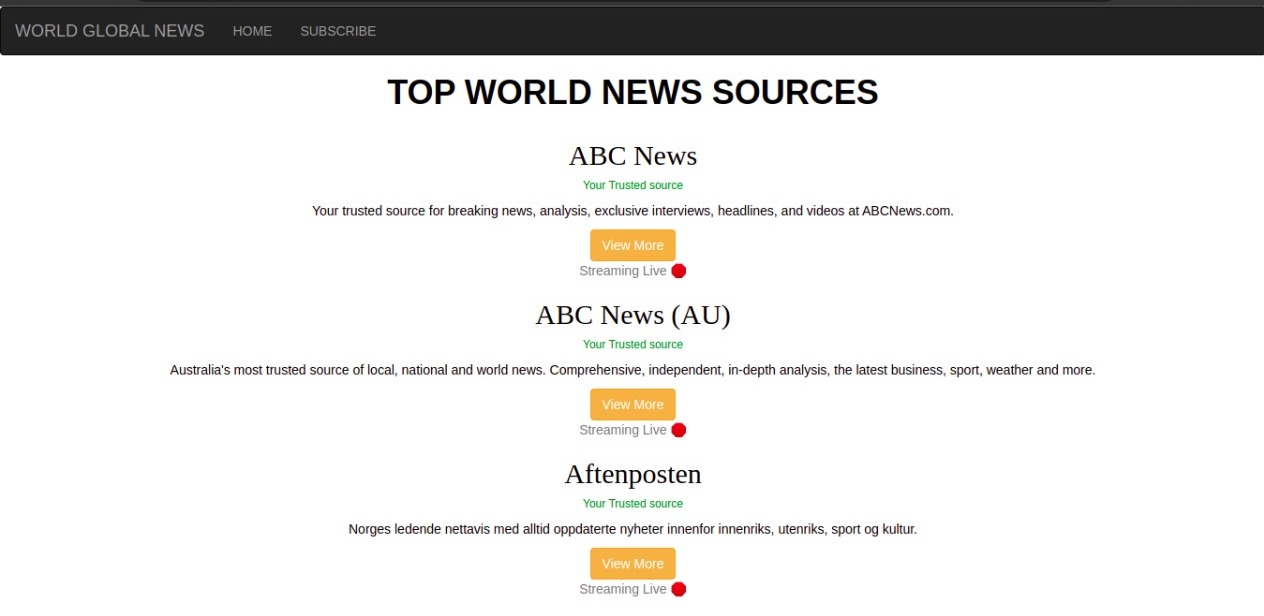 WORLD GLOBAL NEWS HOME SUBSCRIBE
TOP WORLD NEWS SOURCES
ABC News
Your Trusted source
Your trusted source for breaking news, analysis, exclusive interviews, headlines, and videos at ABCNews.com.
View More
Streaming Live
ABC News (AU)
Your Trusted source
Australia's most trusted source of local, national and world news. Comprehensive, independent, in-depth analysis, the latest business, sport, weather and more.
View More
Streaming Live
Aftenposten
Your Trusted source
Norges ledende nettavis med alltid oppdaterte nyheter innenfor innenriks, utenriks, sport og kultur.
View More
Streaming Live